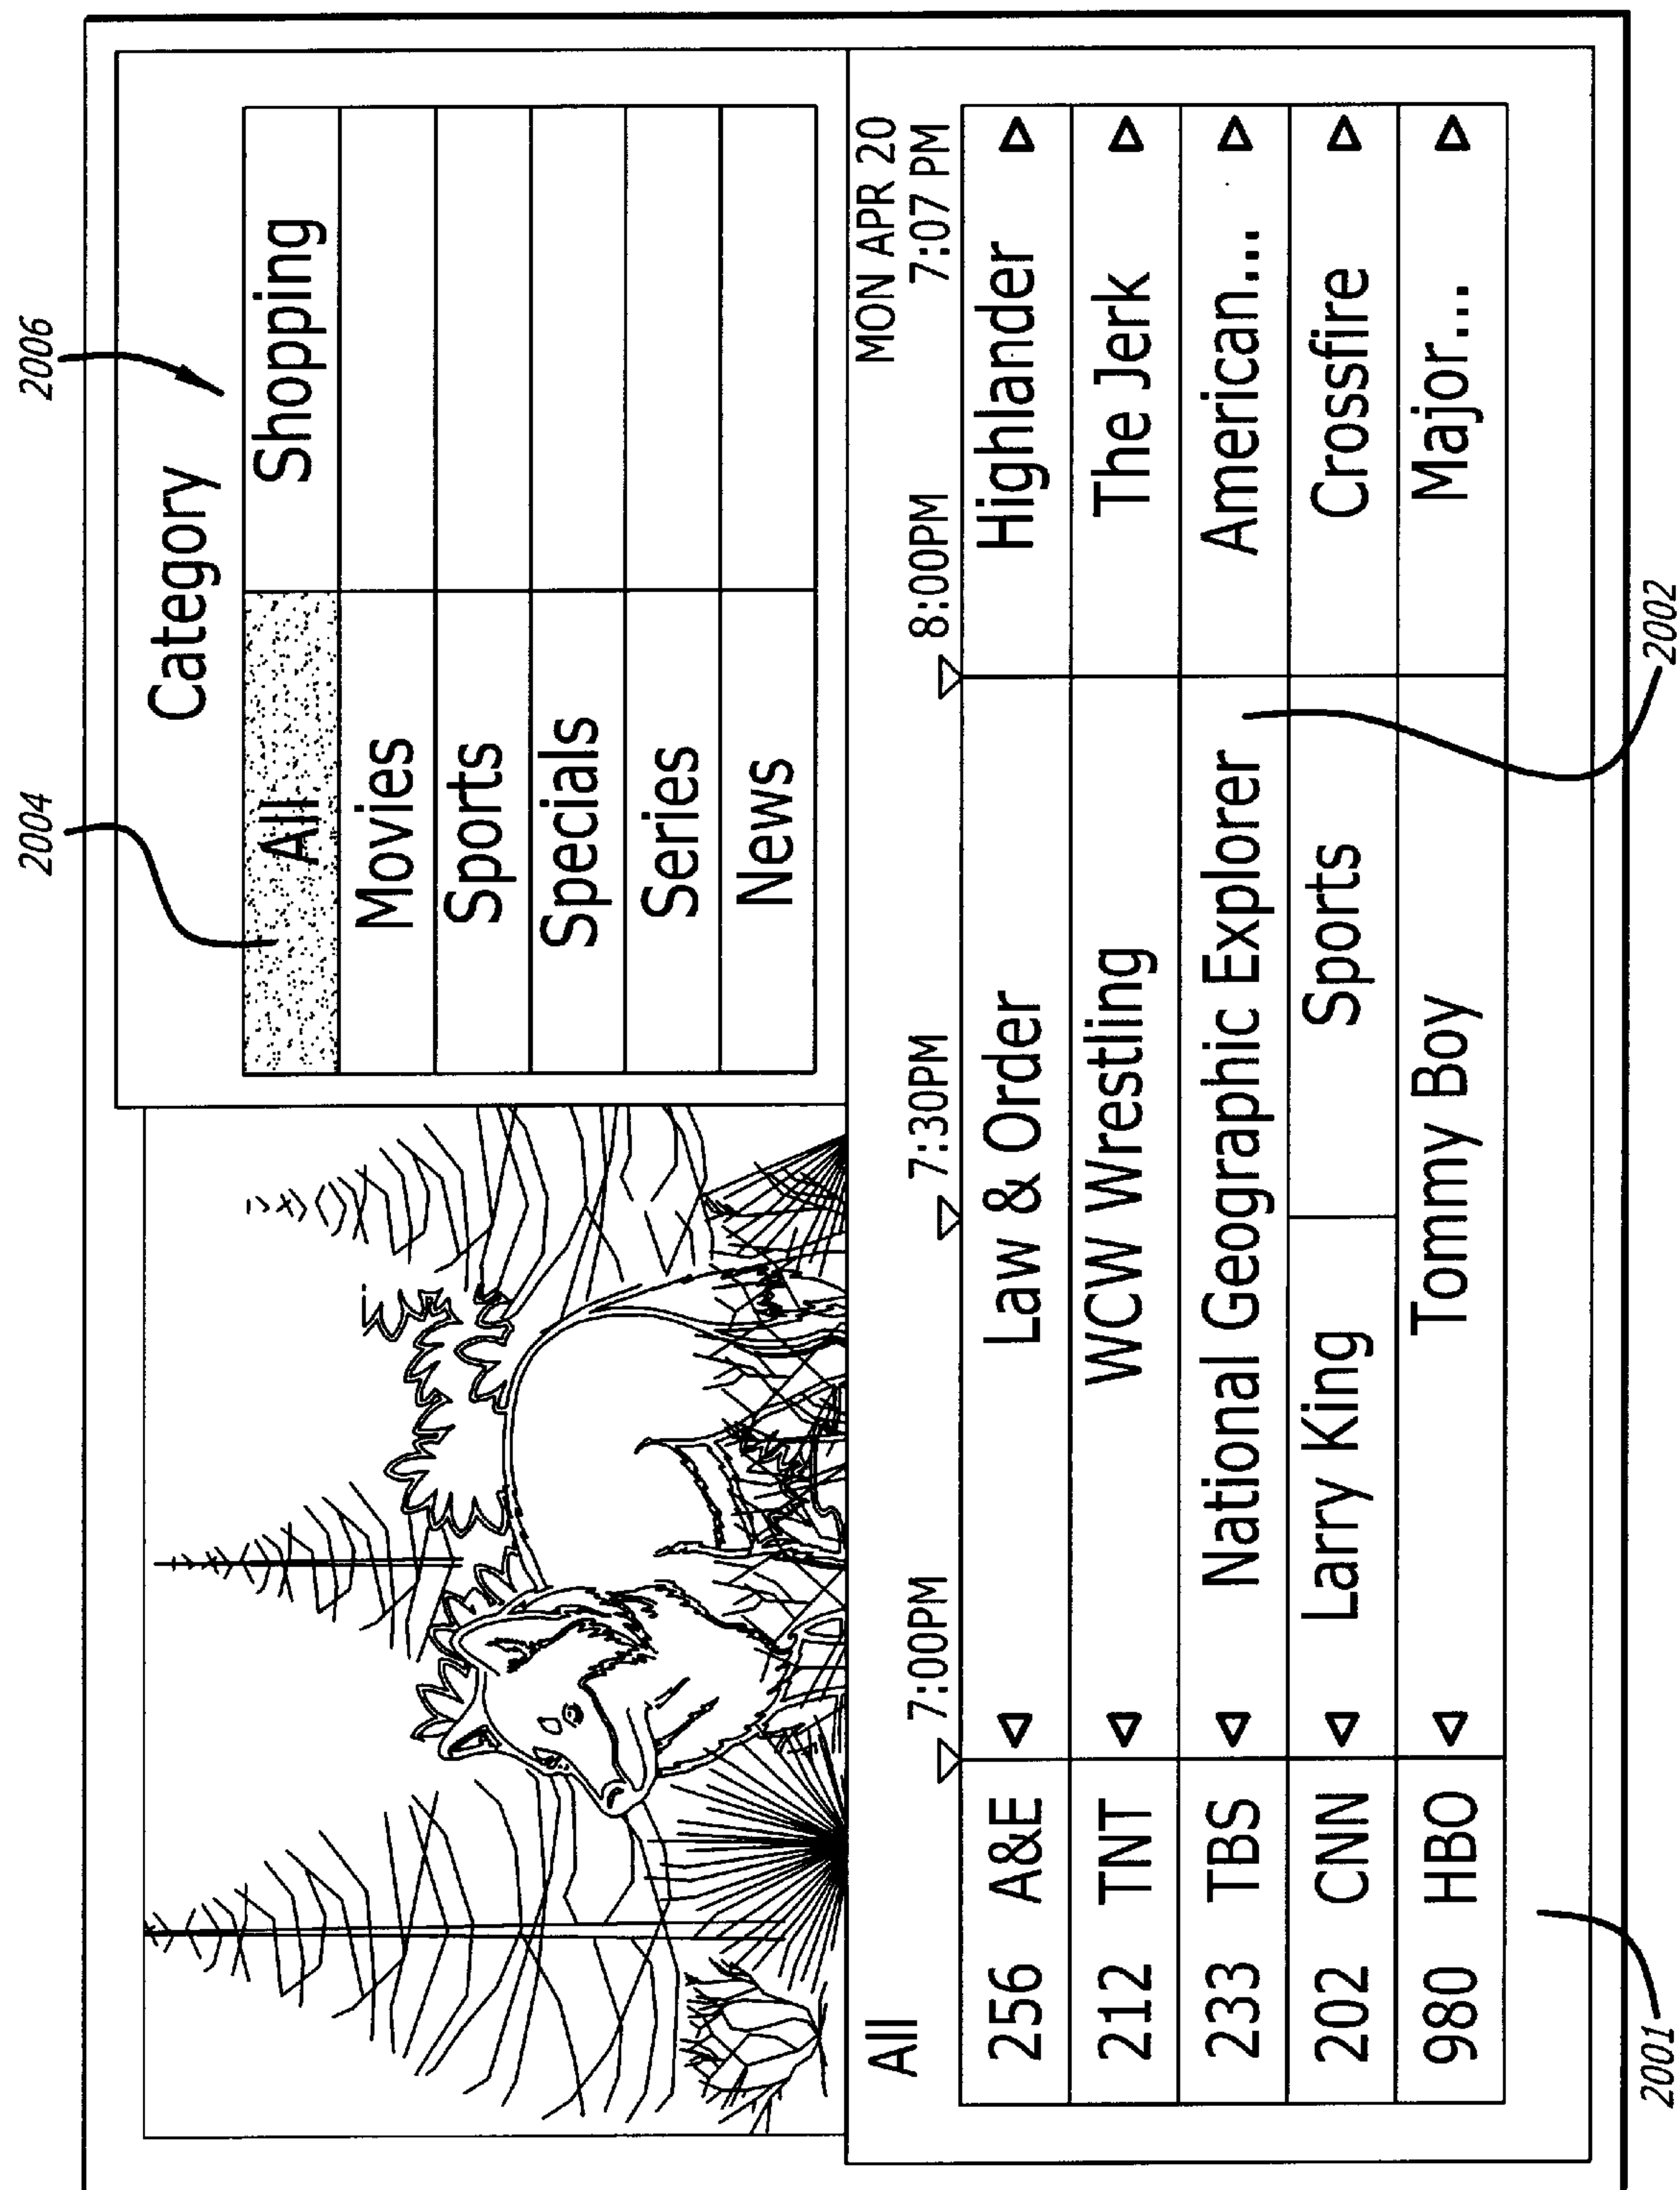 2004
2006
Category
All Shopping
Movies
Sports
Specials
Series
News
MON APR 20
All 7:00PM 7:30PM 8:00PM 7:07 PM
256 A&E Law & Order Highlander
212 TNT WCW Wrestling The Jerk
233 TBS National Geographic Explorer American...
202 CNN Larry King Sports Crossfire
980 HBO Tommy Boy Major...
2001
2002